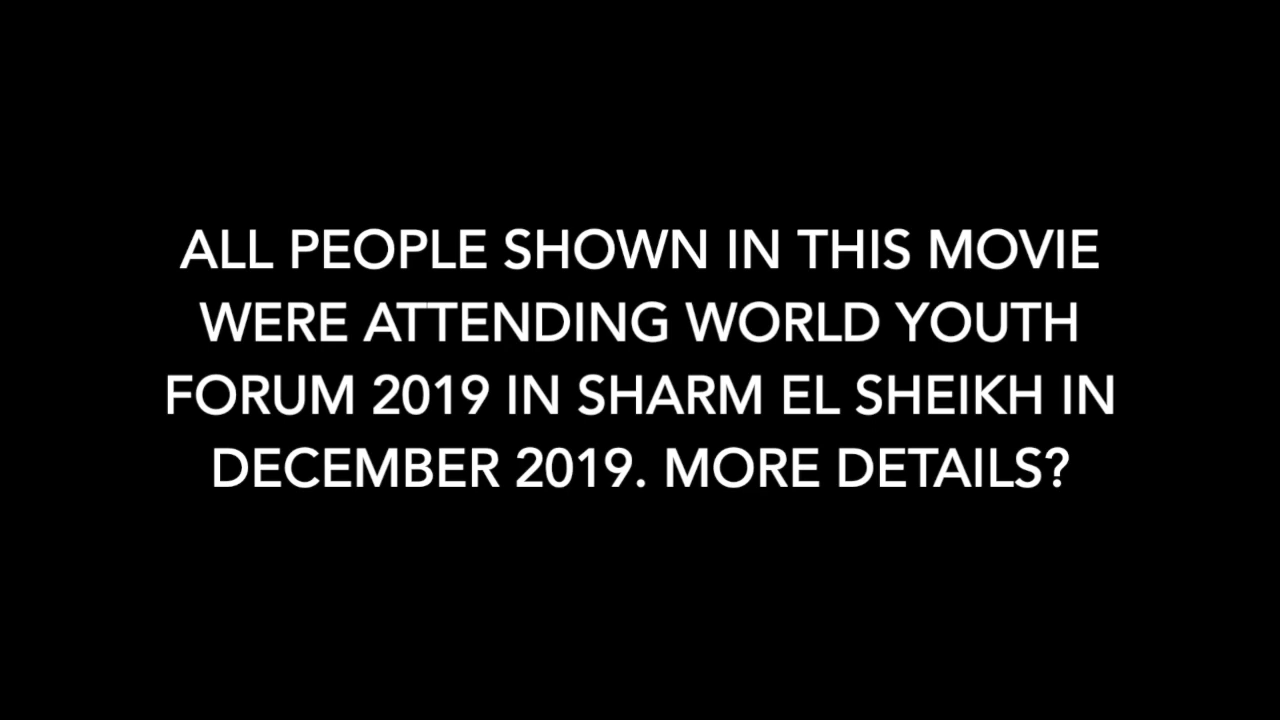 ALL PEOPLE SHOWN IN THIS MOVIE
WERE ATTENDING WORLD YOUTH
FORUM 2019 IN SHARM EL SHEIKH IN
DECEMBER 2019. MORE DETAILS?